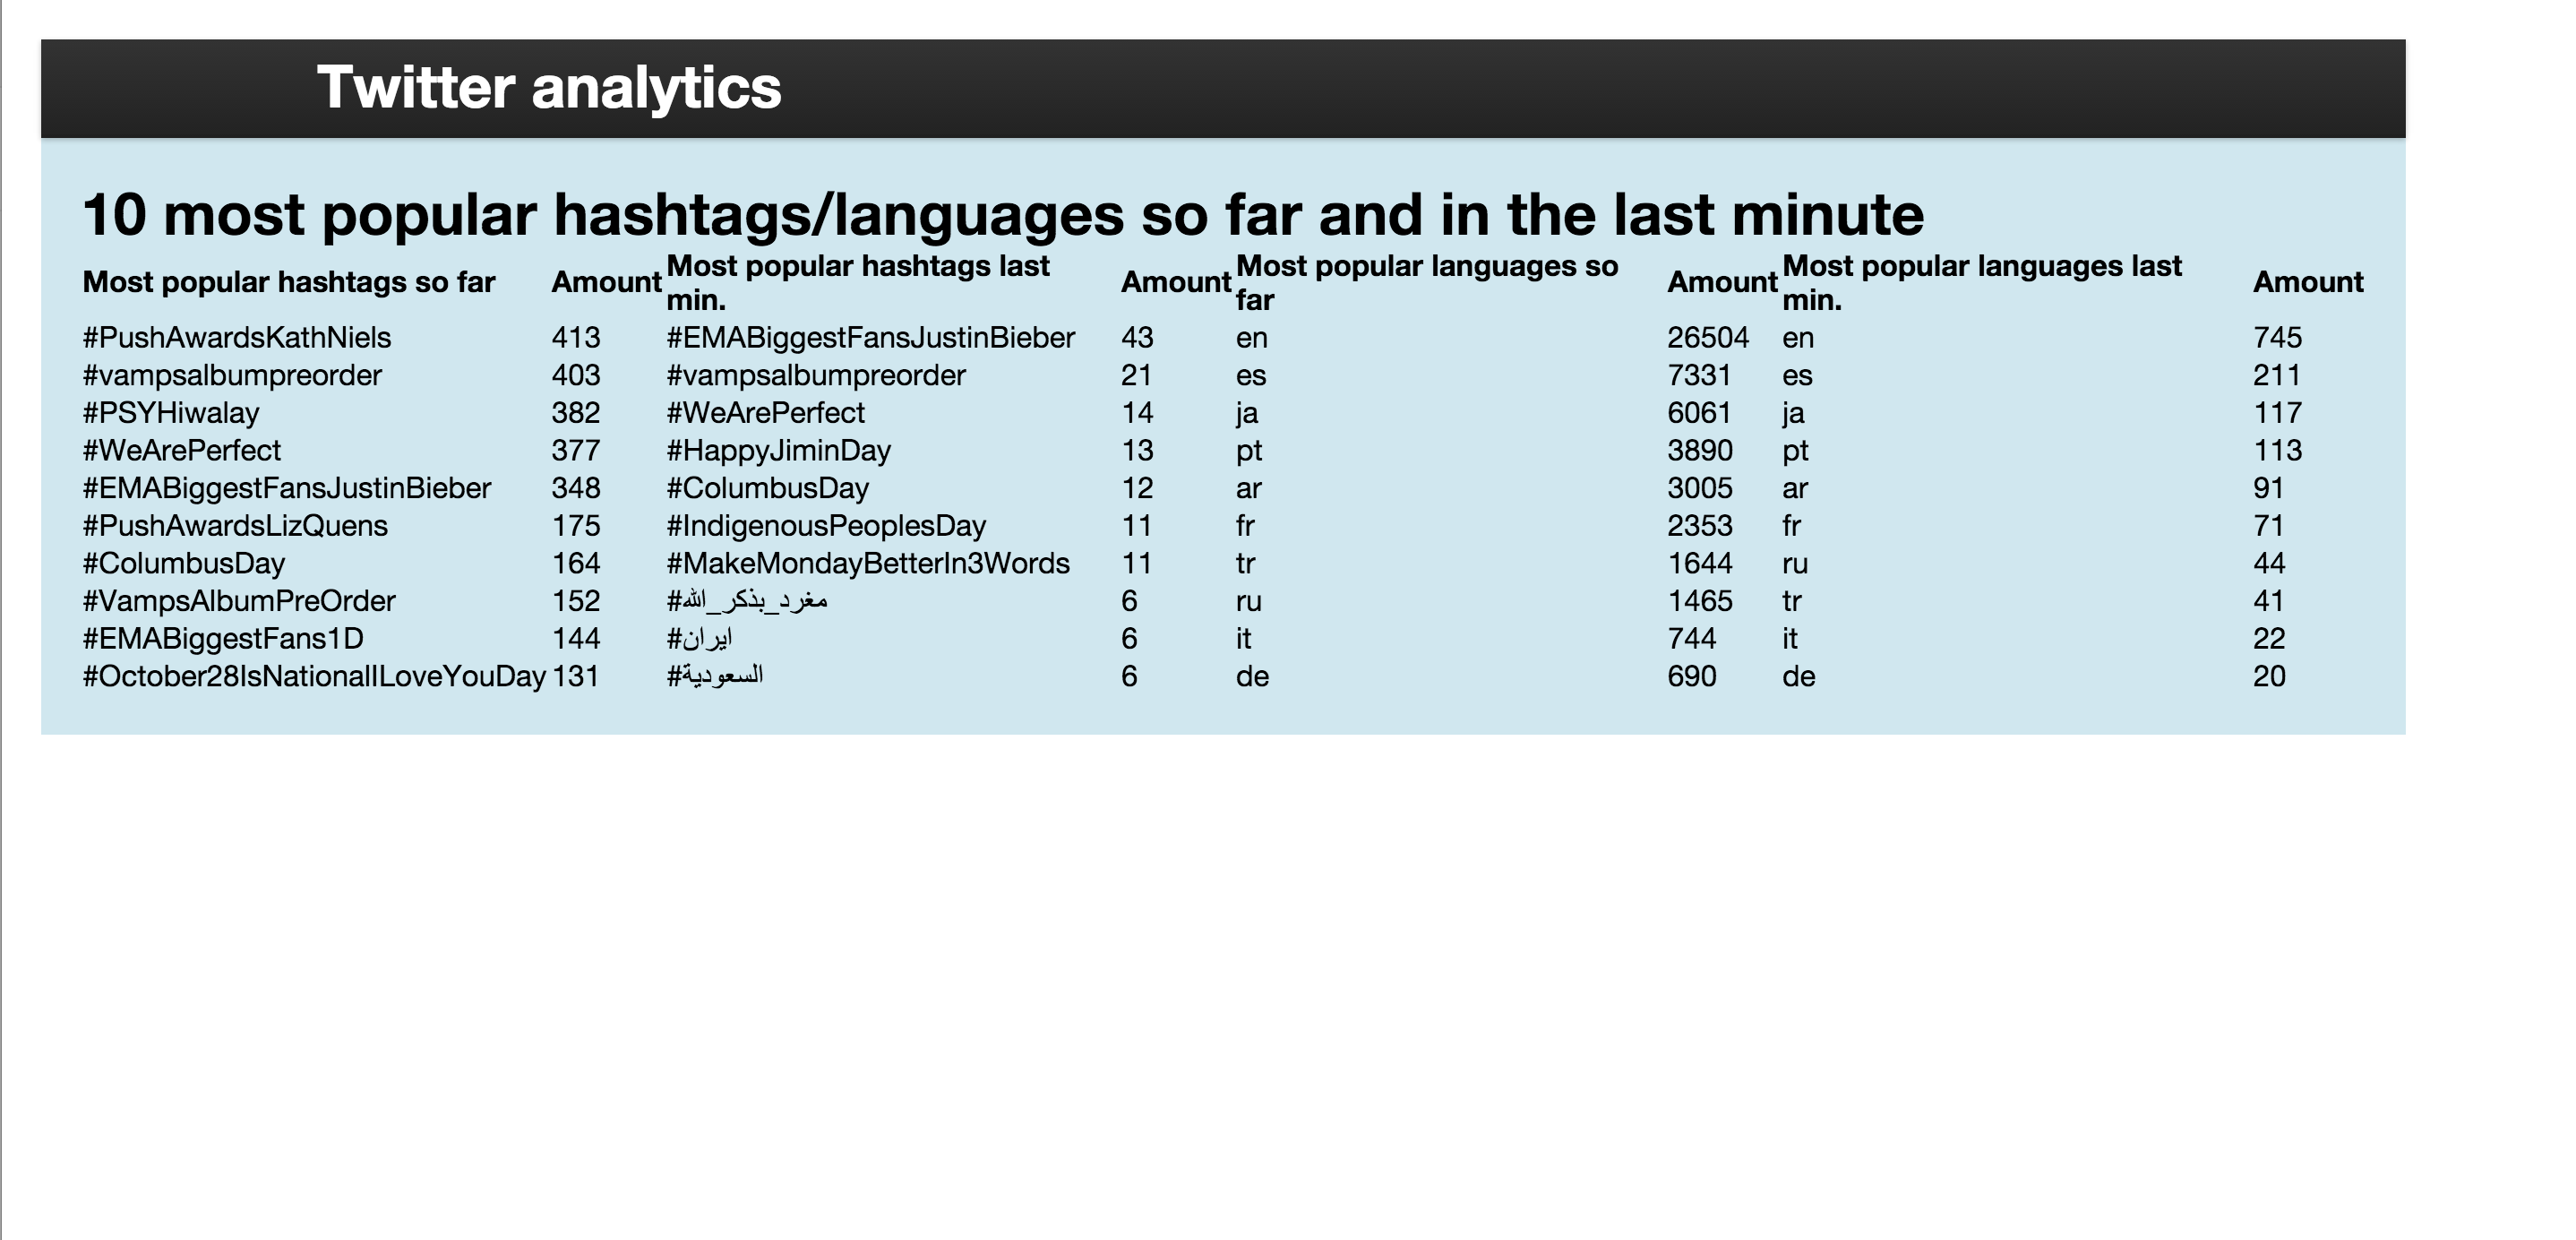 Twitter analytics
10 most popular hashtags/languages so far and in the last minute
Most popular hashtags so far Amount Most popular hashtags last min. Amount Most popular languages so far Amount Most popular languages last min. Amount
#PushAwardsKathNiels 413 #EMABiggestFansJustinBieber 43 en 26504 en 745
#vampsalbumpreorder 403 #vampsalbumpreorder 21 es 7331 es 211
#PSYHiwalay 382 #WeArePerfect 14 ja 6061 ja 117
#WeArePerfect 377 #HappyJiminDay 13 pt 3890 pt 113
#EMABiggestFansJustinBieber 348 #ColumbusDay 12 ar 3005 ar 91
#PushAwardsLizQuens 175 #IndigenousPeoplesDay 11 fr 2353 fr 71
#ColumbusDay 164 #MakeMondayBetterIn3Words 11 tr 1644 ru 44
#VampsAlbumPreOrder 152 #مغرد_بذكر_الله 6 ru 1465 tr 41
#EMABiggestFans1D 144 #ايران 6 it 744 it 22
#October28IsNationalILoveYouDay 131 #السعودية 6 de 690 de 20